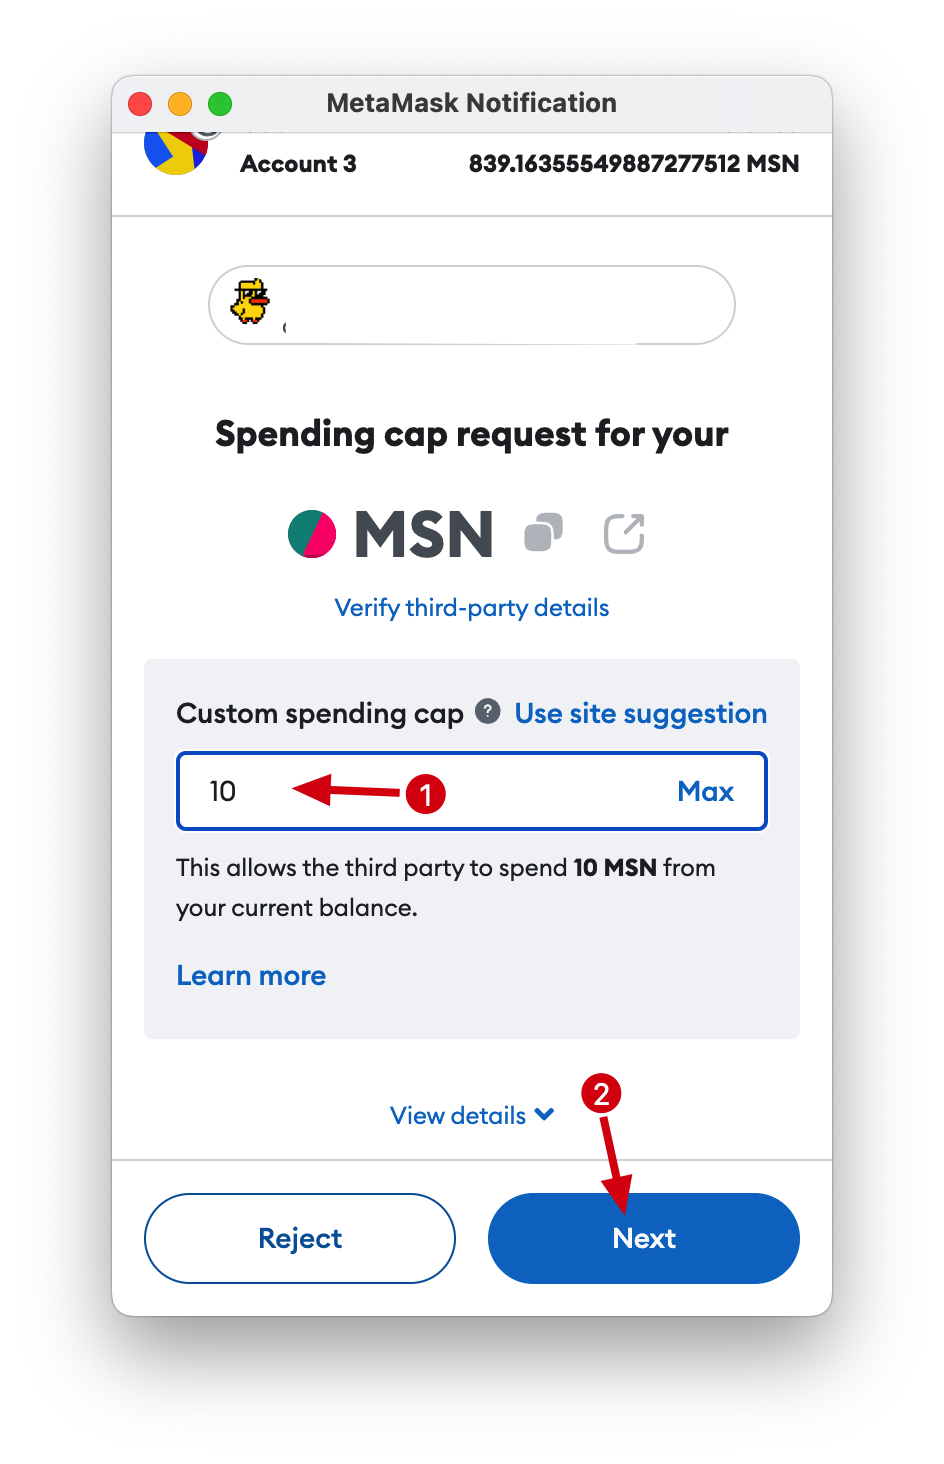 MetaMask Notification
Account 3 839.16355549887277512 MSN
Spending cap request for your
MSN
Verify third-party details
Custom spending cap ? Use site suggestion
10 1 Max
This allows the third party to spend 10 MSN from
your current balance.
Learn more
2
View details
Reject Next